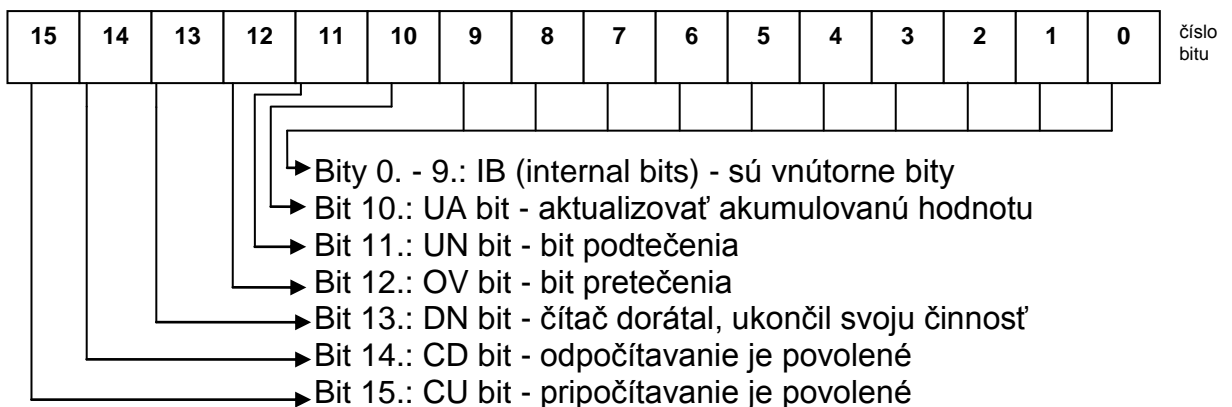 15 14 13 12 11 10 9 8 7 6 5 4 3 2 1 0 číslo
bitu
Bity 0. - 9.: IB (internal bits) - sú vnútorne bity
Bit 10.: UA bit - aktualizovať akumulovanú hodnotu
Bit 11.: UN bit - bit podtečenia
Bit 12.: OV bit - bit pretečenia
Bit 13.: DN bit - čítač dorátal, ukončil svoju činnosť
Bit 14.: CD bit - odpočítavanie je povolené
Bit 15.: CU bit - pripočítavanie je povolené